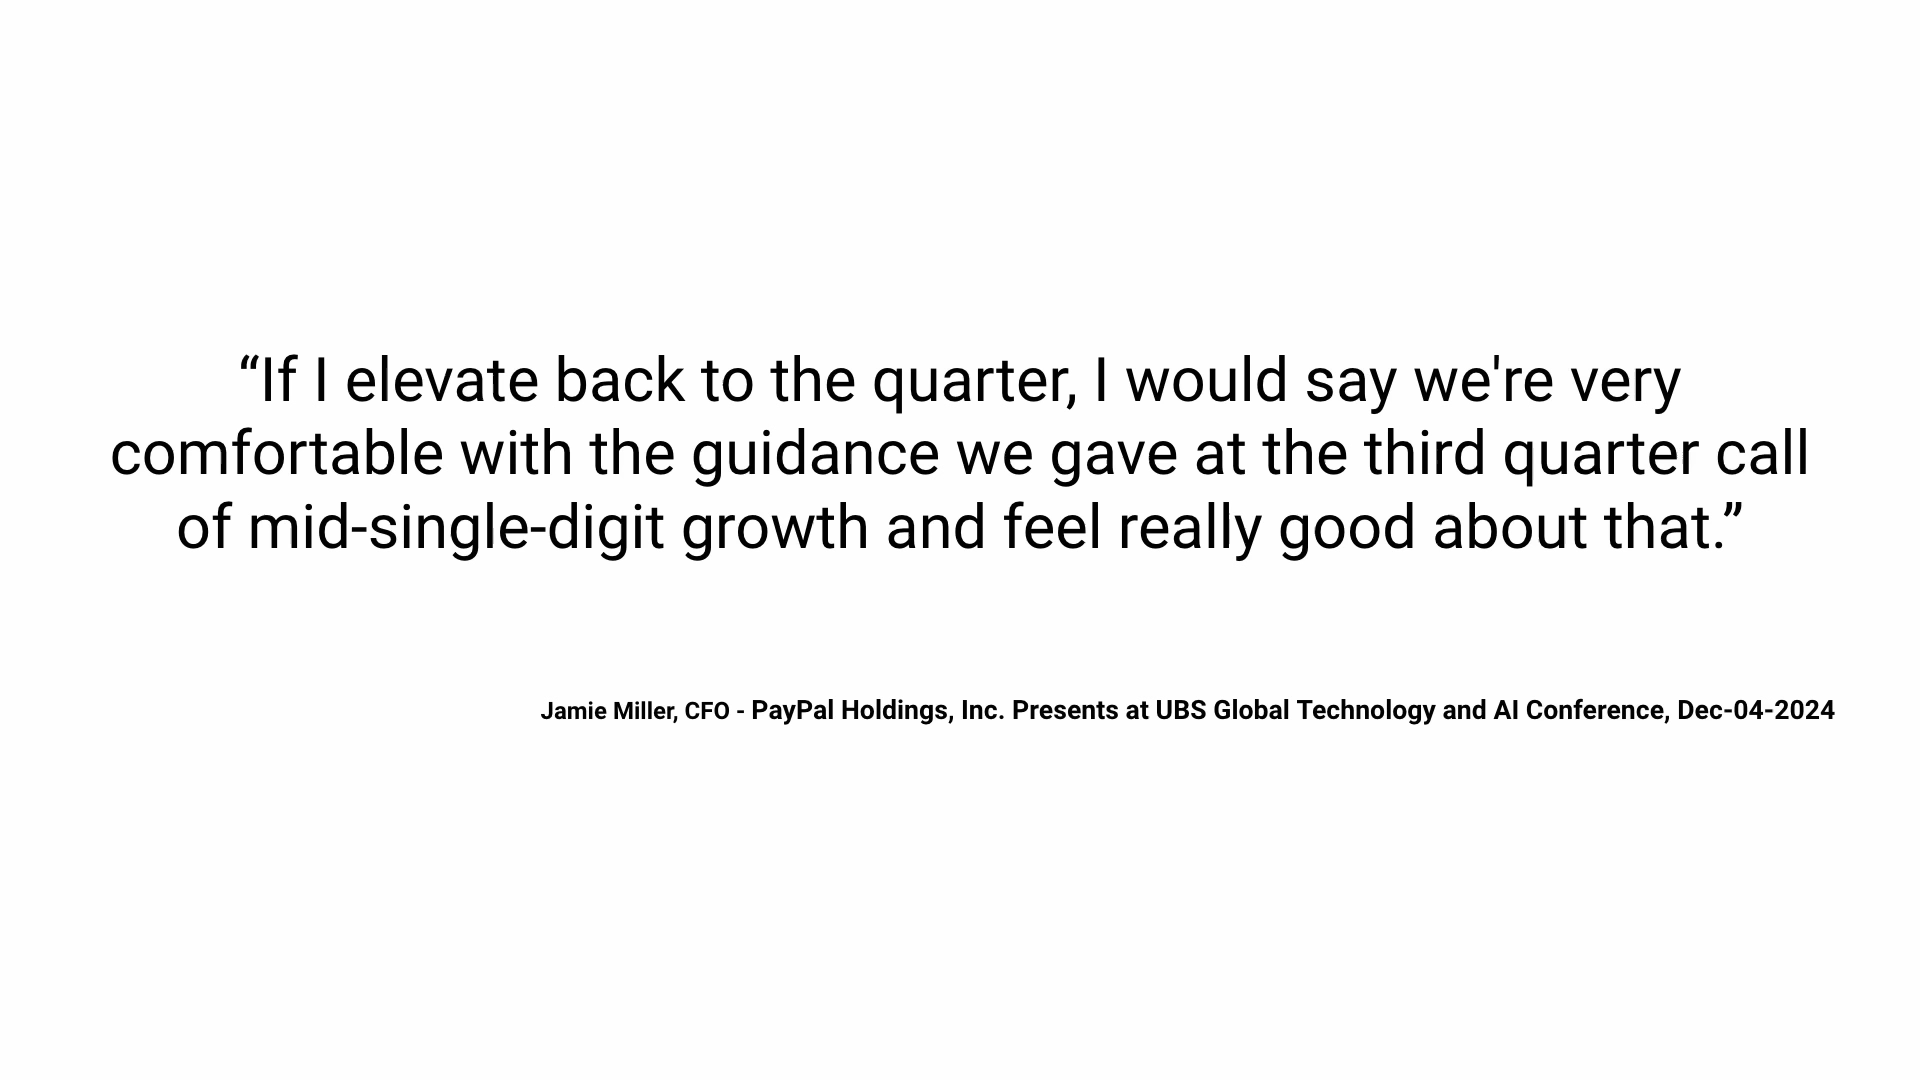 “If I elevate back to the quarter, I would say we're very
comfortable with the guidance we gave at the third quarter call
of mid-single-digit growth and feel really good about that.”
Jamie Miller, CFO - PayPal Holdings, Inc. Presents at UBS Global Technology and AI Conference, Dec-04-2024